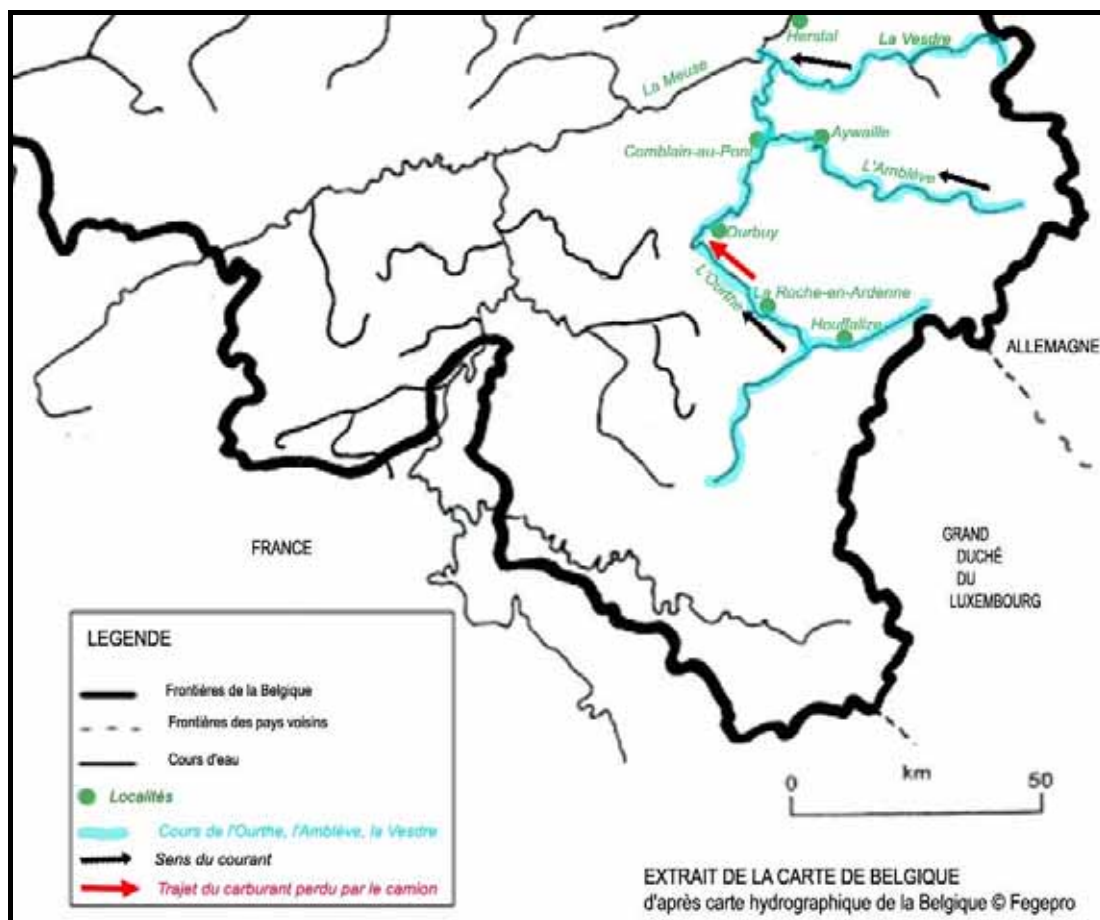 Herstal
La Vesdre
La Meuse
Comblain-au-Pont
Aywaille
L'Amblève
Durbuy
L'Ourthe
La Roche-en-Ardenne
Houffalize
ALLEMAGNE
FRANCE
GRAND
DUCHÉ
DU
LUXEMBOURG
LEGENDE
Frontières de la Belgique
Frontières des pays voisins
Cours d'eau
Localités
Cours de l'Ourthe, l'Amblève, la Vesdre
Sens du courant
Trajet du carburant perdu par le camion
0 km 50
EXTRAIT DE LA CARTE DE BELGIQUE
d'après carte hydrographique de la Belgique © Fegepro